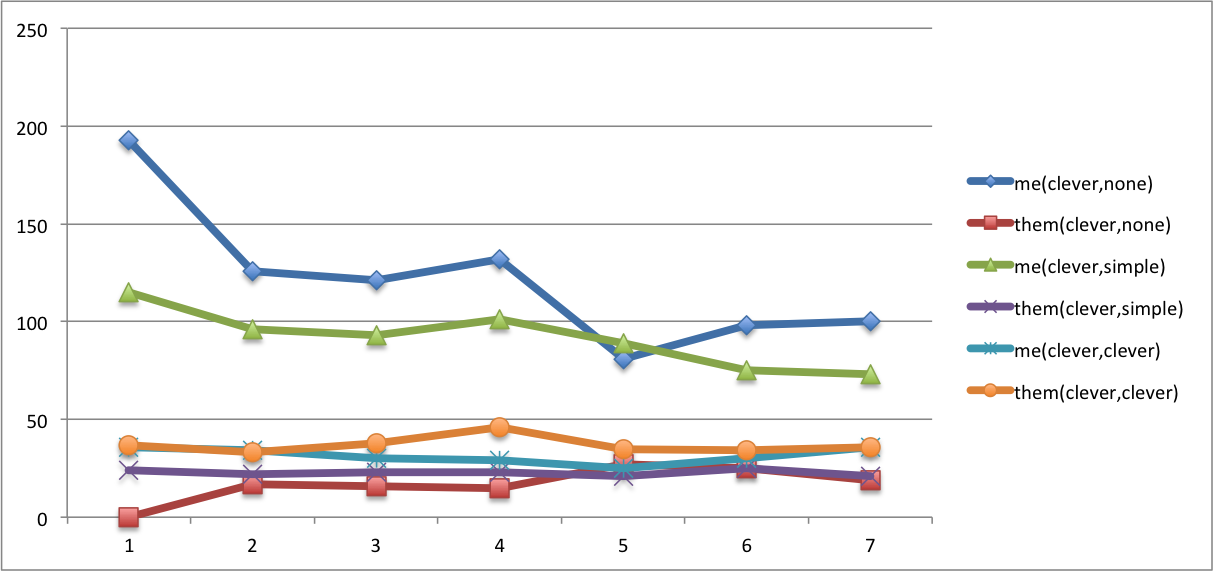 250
200
150
100
50
0
1 2 3 4 5 6 7
me(clever,none)
them(clever,none)
me(clever,simple)
them(clever,simple)
me(clever,clever)
them(clever,clever)